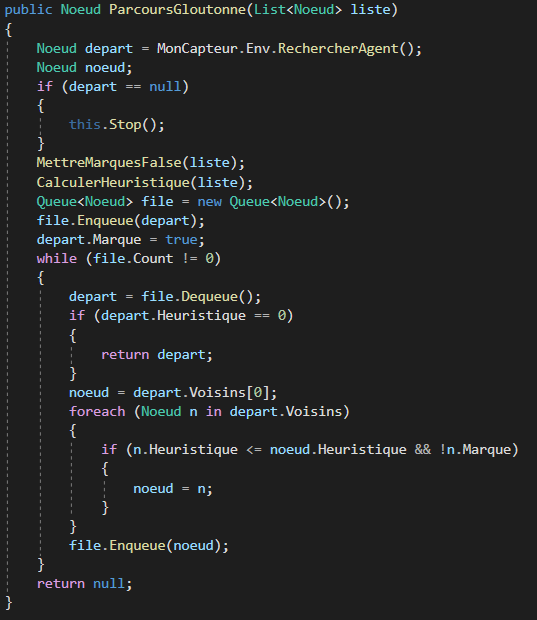 public Noeud ParcoursGloutonne(List<Noeud> liste)
{
    Noeud depart = MonCapteur.Env.RechercherAgent();
    Noeud noeud;
    if (depart == null)
    {
        this.Stop();
    }
    MettreMarquesFalse(liste);
    CalculerHeuristique(liste);
    Queue<Noeud> file = new Queue<Noeud>();
    file.Enqueue(depart);
    depart.Marque = true;
    while (file.Count != 0)
    {
        depart = file.Dequeue();
        if (depart.Heuristique == 0)
        {
            return depart;
        }
        noeud = depart.Voisins[0];
        foreach (Noeud n in depart.Voisins)
        {
            if (n.Heuristique <= noeud.Heuristique && !n.Marque)
            {
                noeud = n;
            }
        }
        file.Enqueue(noeud);
    }
    return null;
}